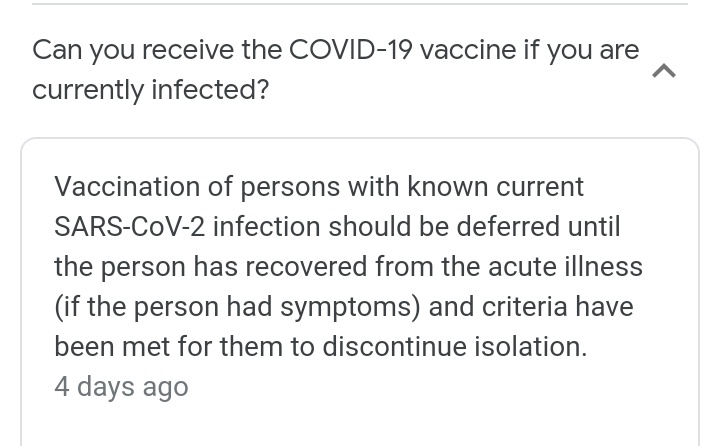 Can you receive the COVID-19 vaccine if you are
currently infected?
Vaccination of persons with known current
SARS-CoV-2 infection should be deferred until
the person has recovered from the acute illness
(if the person had symptoms) and criteria have
been met for them to discontinue isolation.
4 days ago